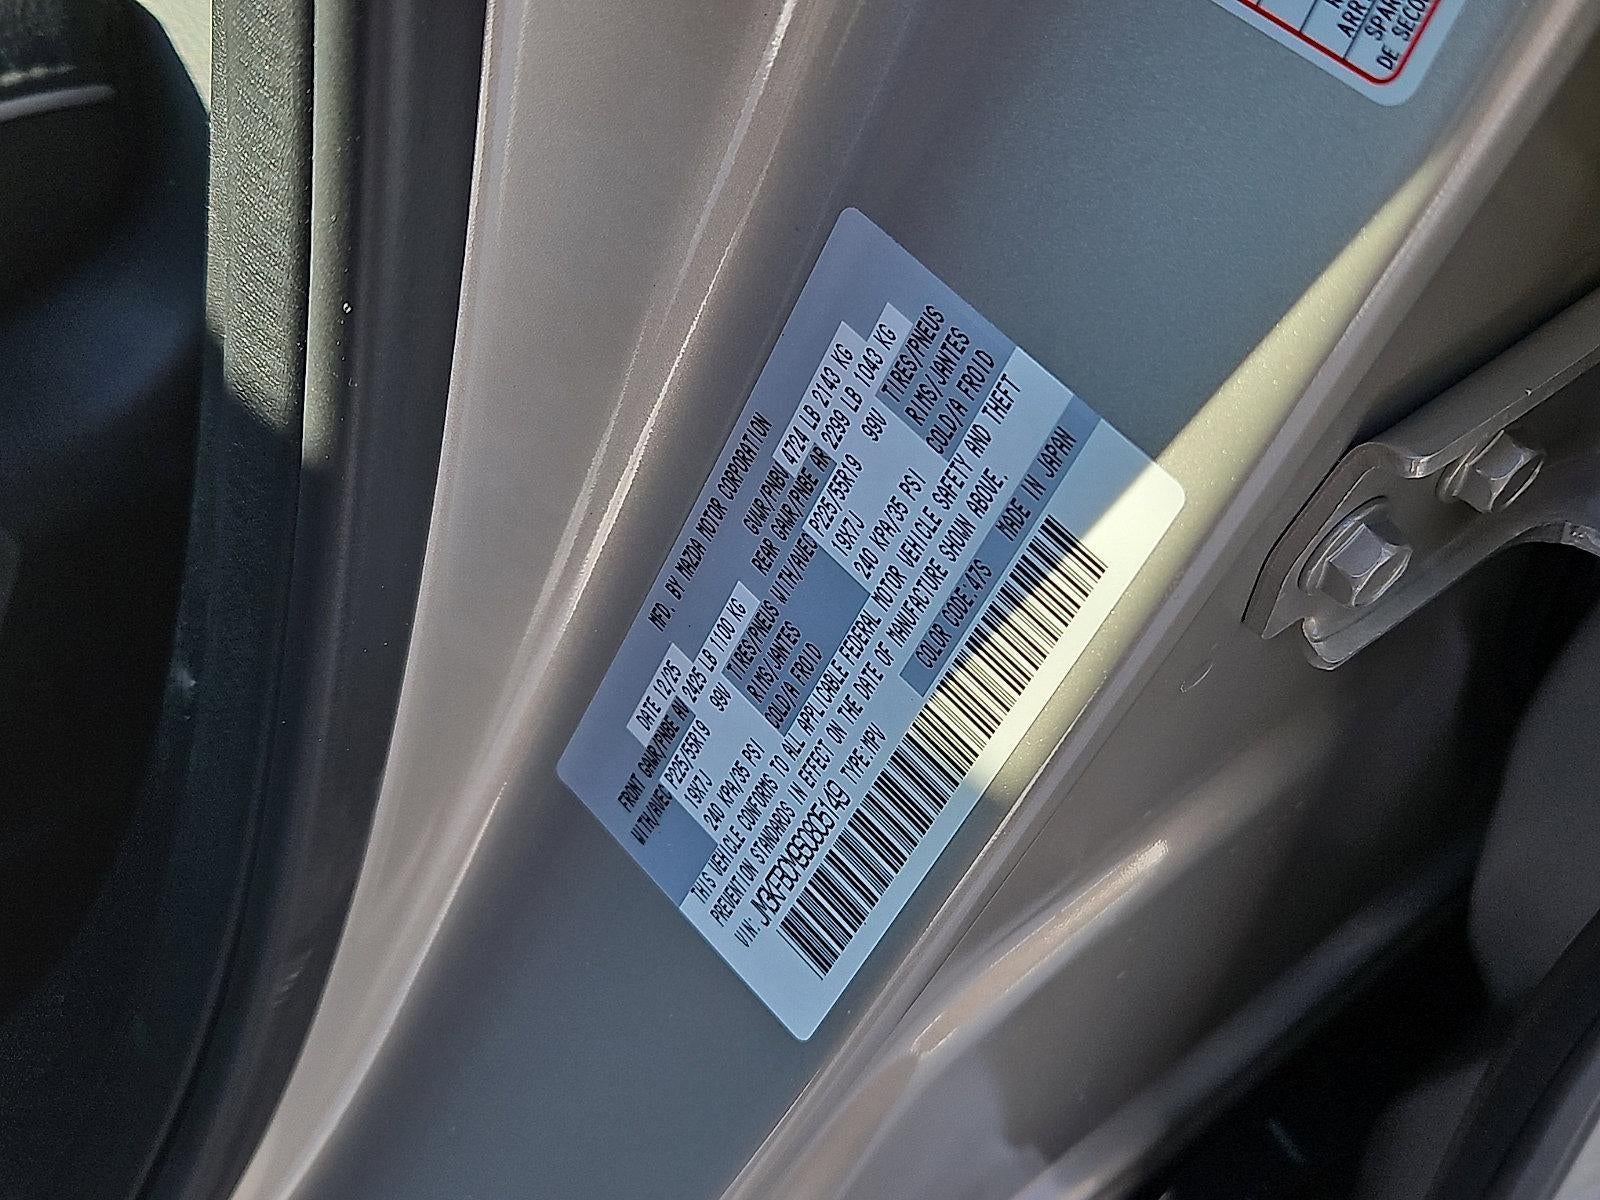 ARR
SPAR
DE SECO
MFD. BY MAZDA MOTOR CORPORATION
DATE 12/25 GVWR/PNBV 4724 LB 2143 KG
FRONT GAWR/PNBE AV 2425 LB 1100 KG REAR GAWR/PNBE AR 2299 LB 1043 KG
WITH/AVEC P225/55R19 99V TIRES/PNEUS WITH/AVEC P225/55R19 99V TIRES/PNEUS
19X7J RIMS/JANTES 19X7J RIMS/JANTES
240 KPA/35 PSI COLD/A FROID 240 KPA/35 PSI COLD/A FROID
THIS VEHICLE CONFORMS TO ALL APPLICABLE FEDERAL MOTOR VEHICLE SAFETY AND THEFT
PREVENTION STANDARDS IN EFFECT ON THE DATE OF MANUFACTURE SHOWN ABOVE.
VIN: TYPE:MPV COLOR CODE:47S MADE IN JAPAN